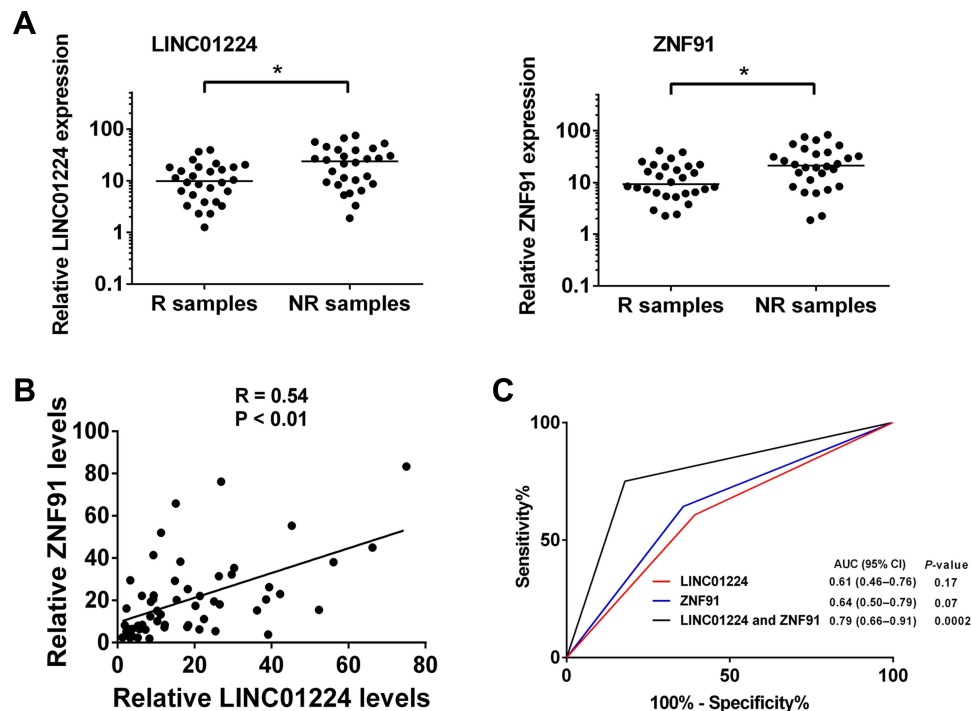 A
LINC01224
*
Relative LINC01224 expression
100
10
1
0.1
R samples
NR samples
ZNF91
*
Relative ZNF91 expression
100
10
1
0.1
R samples
NR samples
B
R = 0.54
P < 0.01
Relative ZNF91 levels
100
80
60
40
20
0
0
20
40
60
80
Relative LINC01224 levels
C
Sensitivity%
100
50
0
0
50
100
100% - Specificity%
AUC (95% CI) P-value
LINC01224 0.61 (0.46–0.76) 0.17
ZNF91 0.64 (0.50–0.79) 0.07
LINC01224 and ZNF91 0.79 (0.66–0.91) 0.0002